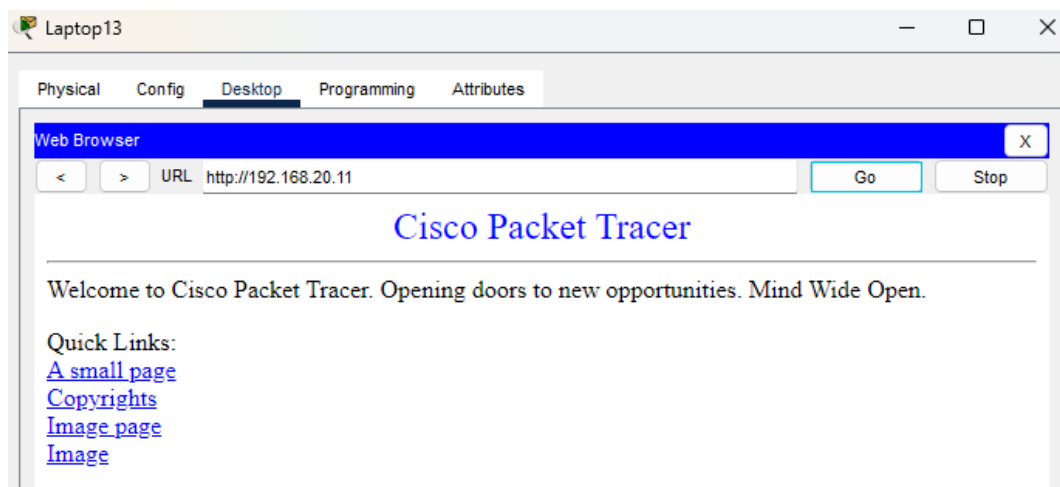 Laptop13
Physical Config Desktop Programming Attributes
Web Browser X
< > URL http://192.168.20.11 Go Stop
Cisco Packet Tracer
Welcome to Cisco Packet Tracer. Opening doors to new opportunities. Mind Wide Open.
Quick Links:
A small page
Copyrights
Image page
Image